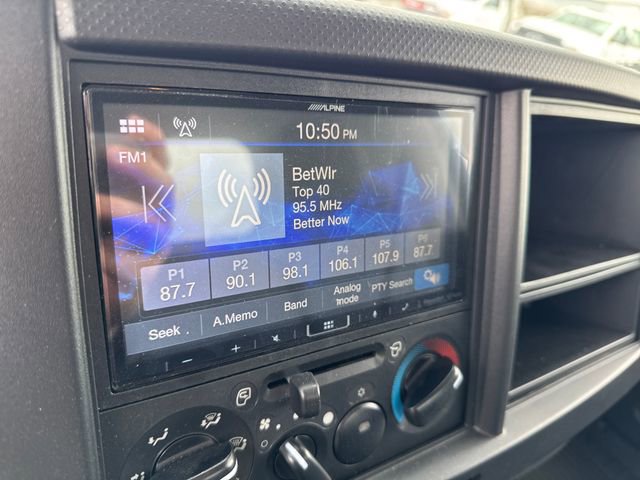 ALPINE
10:50 PM
FM1
BetWlr
Top 40
95.5 MHz
Better Now
P1 P2 P3 P4 P5 P6
87.7 90.1 98.1 106.1 107.9 87.7
Seek A.Memo Band Analog mode PTY Search